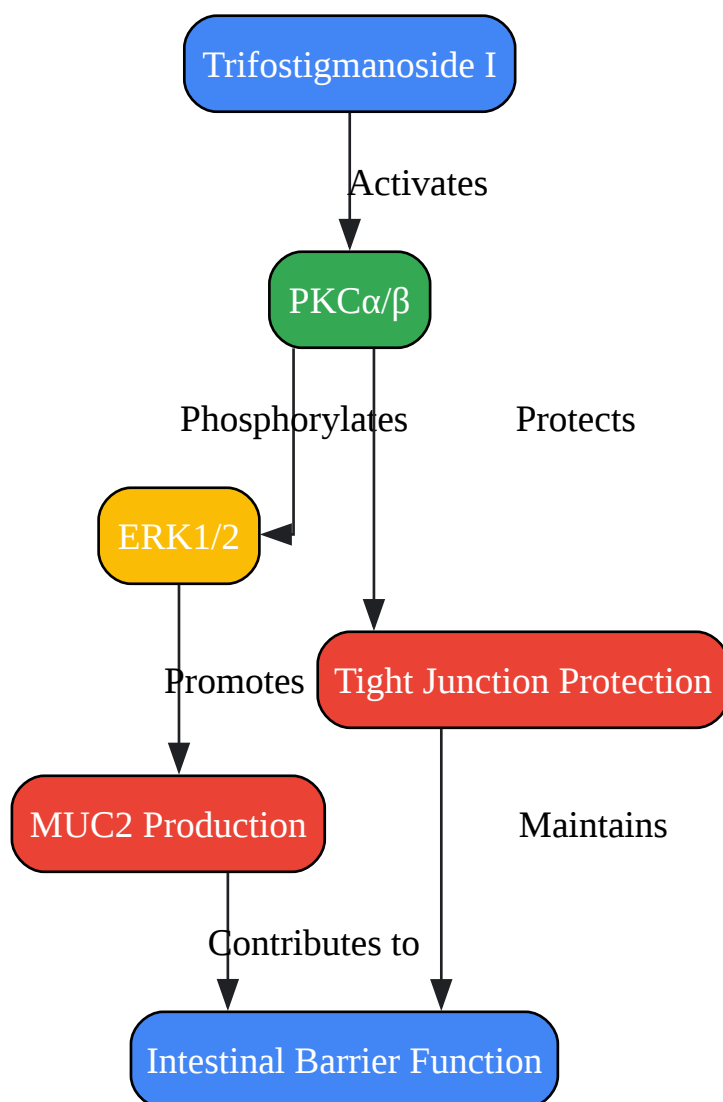 Trifostigmanoside I
Activates
PKCα/β
Phosphorylates
Protects
ERK1/2
Promotes
Tight Junction Protection
MUC2 Production
Maintains
Contributes to
Intestinal Barrier Function